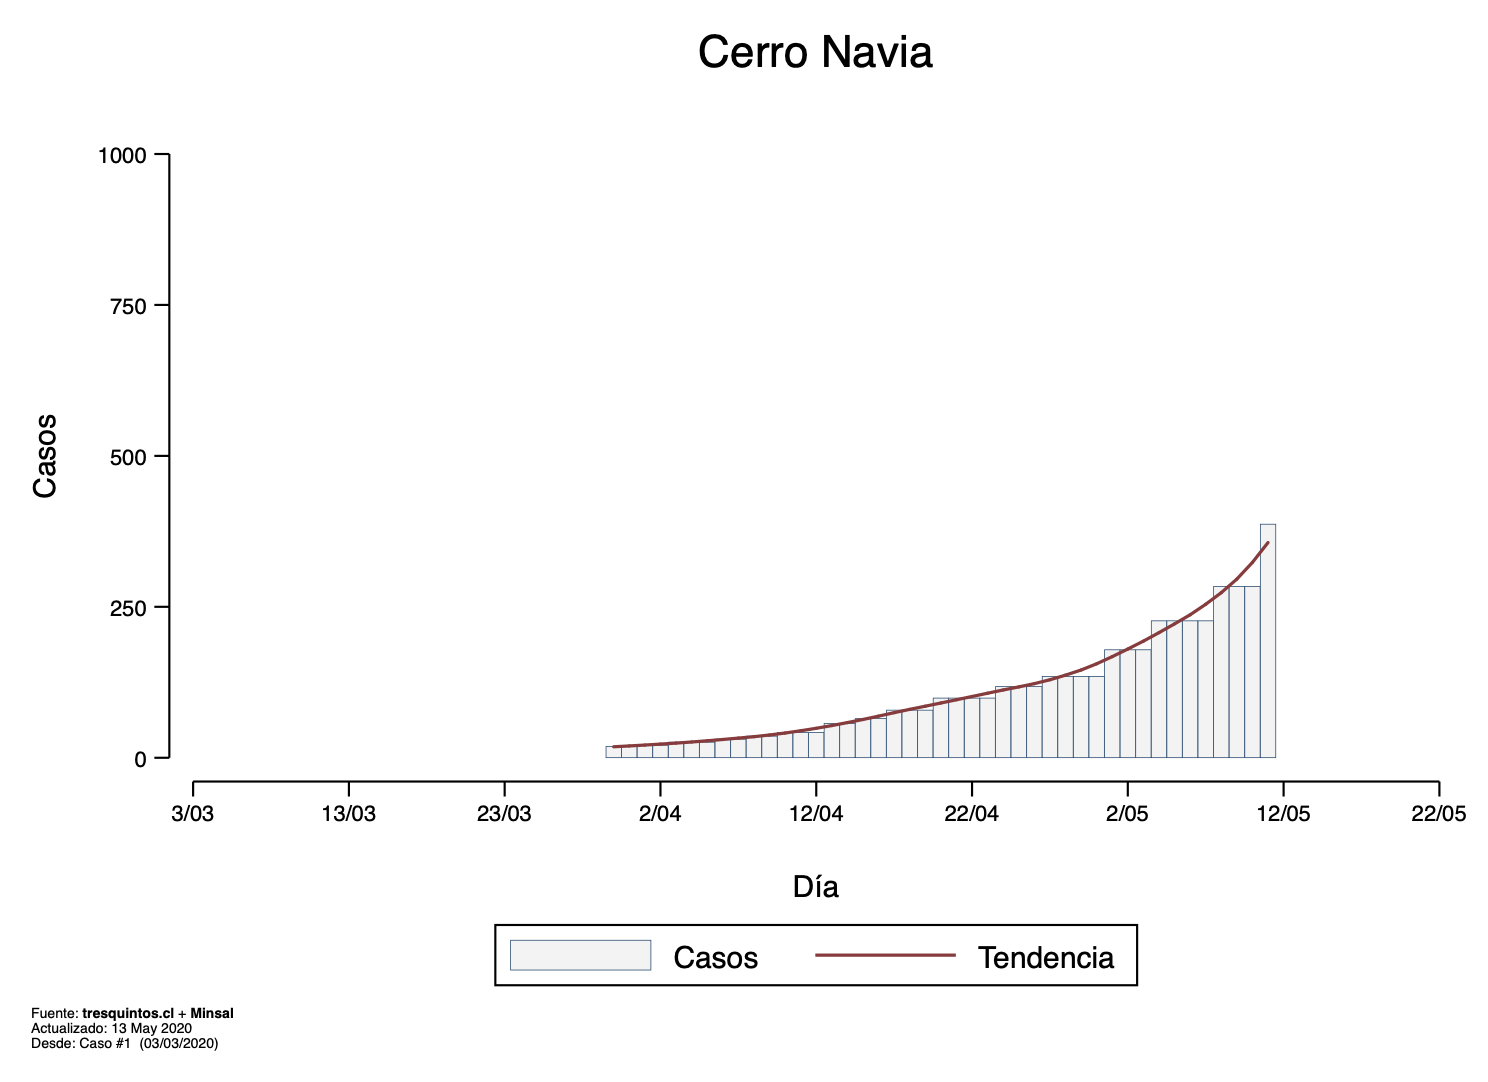 Cerro Navia
1000
750
500
250
0
Casos
3/03 13/03 23/03 2/04 12/04 22/04 2/05 12/05 22/05
Día
Casos Tendencia
Fuente: tresquintos.cl + Minsal
Actualizado: 13 May 2020
Desde: Caso #1 (03/03/2020)